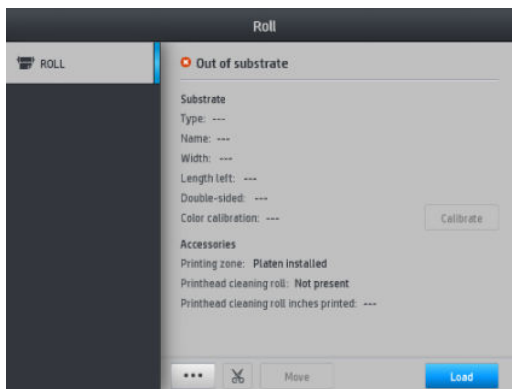 Roll
ROLL
Out of substrate
Substrate
Type: ---
Name: ---
Width: ---
Length left: ---
Double-sided: ---
Color calibration: ---
Calibrate
Accessories
Printing zone: Platen installed
Printhead cleaning roll: Not present
Printhead cleaning roll inches printed: ---
Move
Load